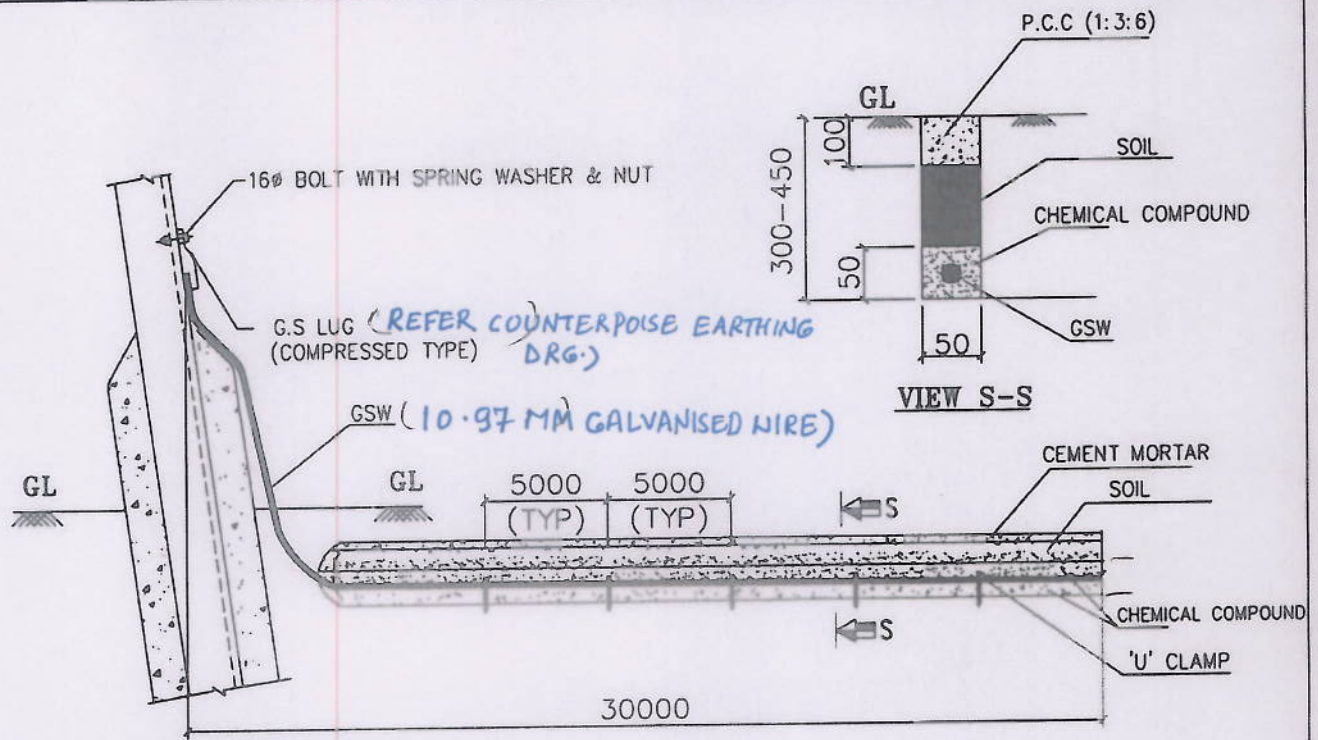 P.C.C (1:3:6)
GL
100
300-450
SOIL
CHEMICAL COMPOUND
50
GSW
50
VIEW S-S
16ø BOLT WITH SPRING WASHER & NUT
G.S LUG (REFER COUNTERPOISE EARTHING
(COMPRESSED TYPE) DRG.)
GSW (10.97 MM GALVANISED WIRE)
GL
GL
5000
(TYP)
5000
(TYP)
S
CEMENT MORTAR
SOIL
S
CHEMICAL COMPOUND
'U' CLAMP
30000